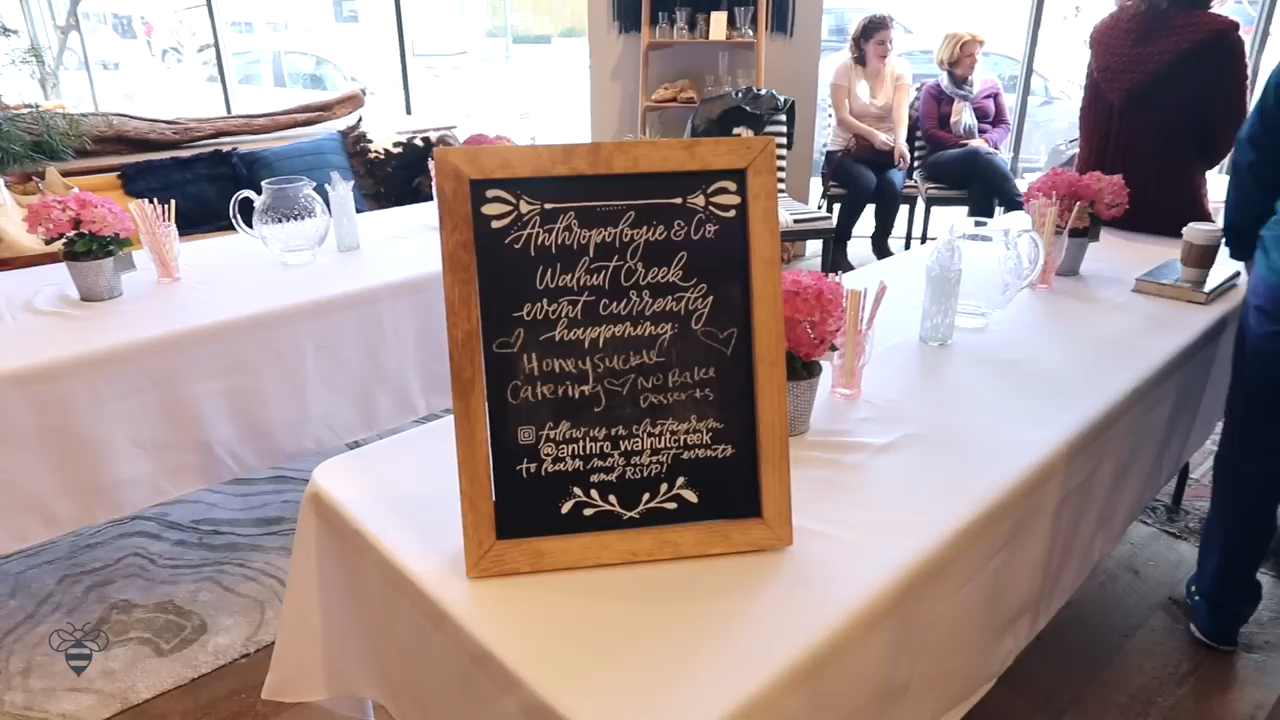 Anthropologie & Co
Walnut Creek
event currently
happening:
Honeysuckle
Catering ♡ No Bake
Desserts
follow us on Instagram
@anthro_walnutcreek
to learn more about events
and RSVP!